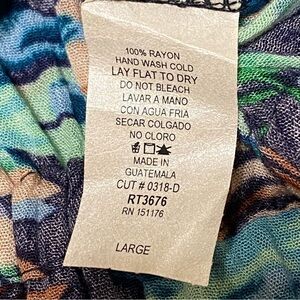 100% RAYON
HAND WASH COLD
LAY FLAT TO DRY
DO NOT BLEACH
LAVAR A MANO
CON AGUA FRIA
SECAR COLGADO
NO CLORO
MADE IN
GUATEMALA
CUT # 0318-D
RT3676
RN 151176
LARGE